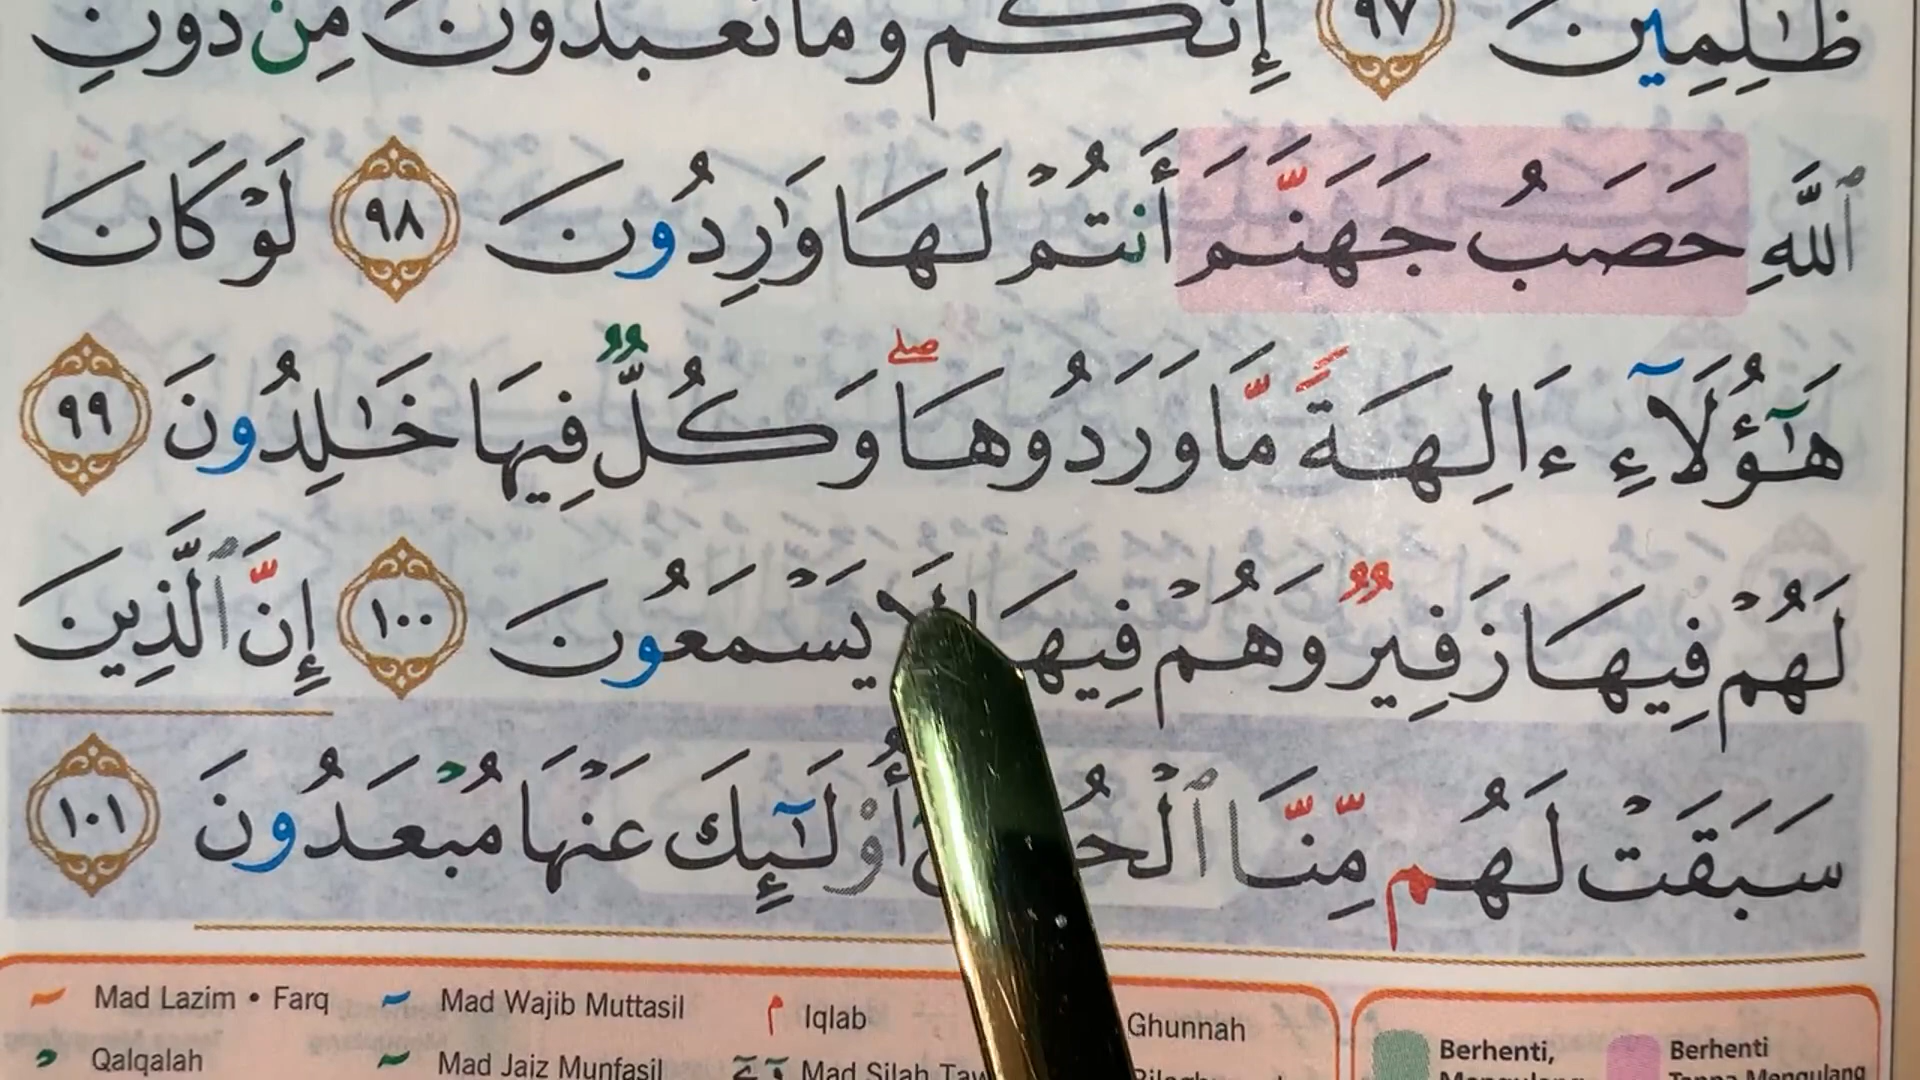 ظَٰلِمِينَ ٩٧ إِنَّكُمْ وَمَا تَعْبُدُونَ مِن دُونِ
ٱللَّهِ حَصَبُ جَهَنَّمَ أَنتُمْ لَهَا وَٰرِدُونَ ٩٨ لَوْ كَانَ
هَٰٓؤُلَآءِ ءَالِهَةً مَّا وَرَدُوهَا ۖ وَكُلٌّ فِيهَا خَٰلِدُونَ ٩٩
لَهُمْ فِيهَا زَفِيرٌ وَهُمْ فِيهَا لَا يَسْمَعُونَ ١٠٠ إِنَّ ٱلَّذِينَ
سَبَقَتْ لَهُم مِّنَّا أُو۟لَٰٓئِكَ عَنْهَا مُبْعَدُونَ ١٠١
Mad Lazim • Farq Mad Wajib Muttasil Iqlab Ghunnah
Qalqalah Mad Jaiz Munfasil Mad Silah
Berhenti, Berhenti
Mengulang Tanpa Mengulang